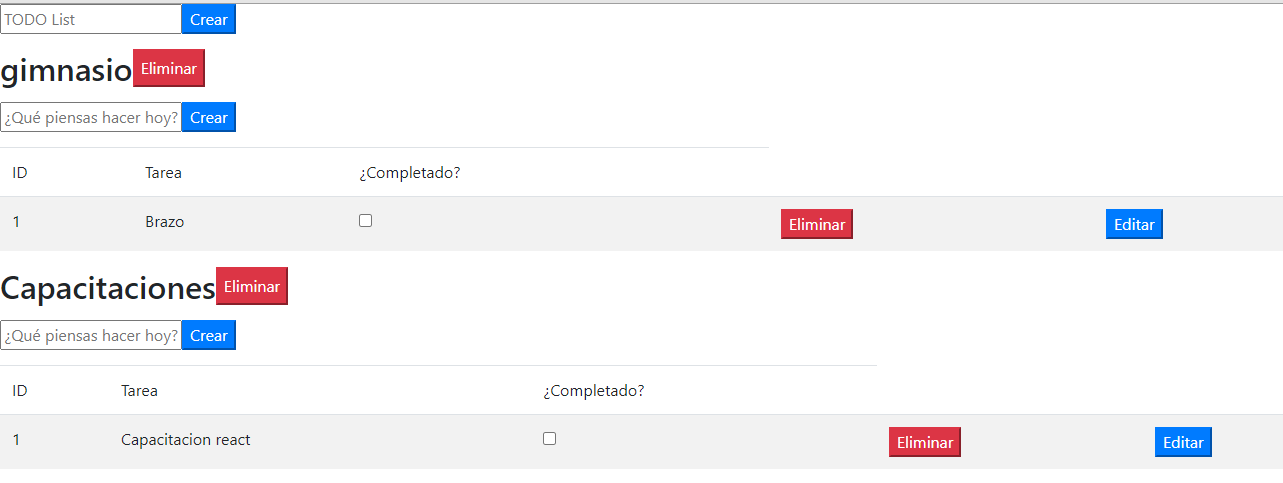 TODO List Crear
gimnasio Eliminar
¿Qué piensas hacer hoy? Crear
ID Tarea ¿Completado?
1 Brazo Eliminar Editar
Capacitaciones Eliminar
¿Qué piensas hacer hoy? Crear
ID Tarea ¿Completado?
1 Capacitacion react Eliminar Editar